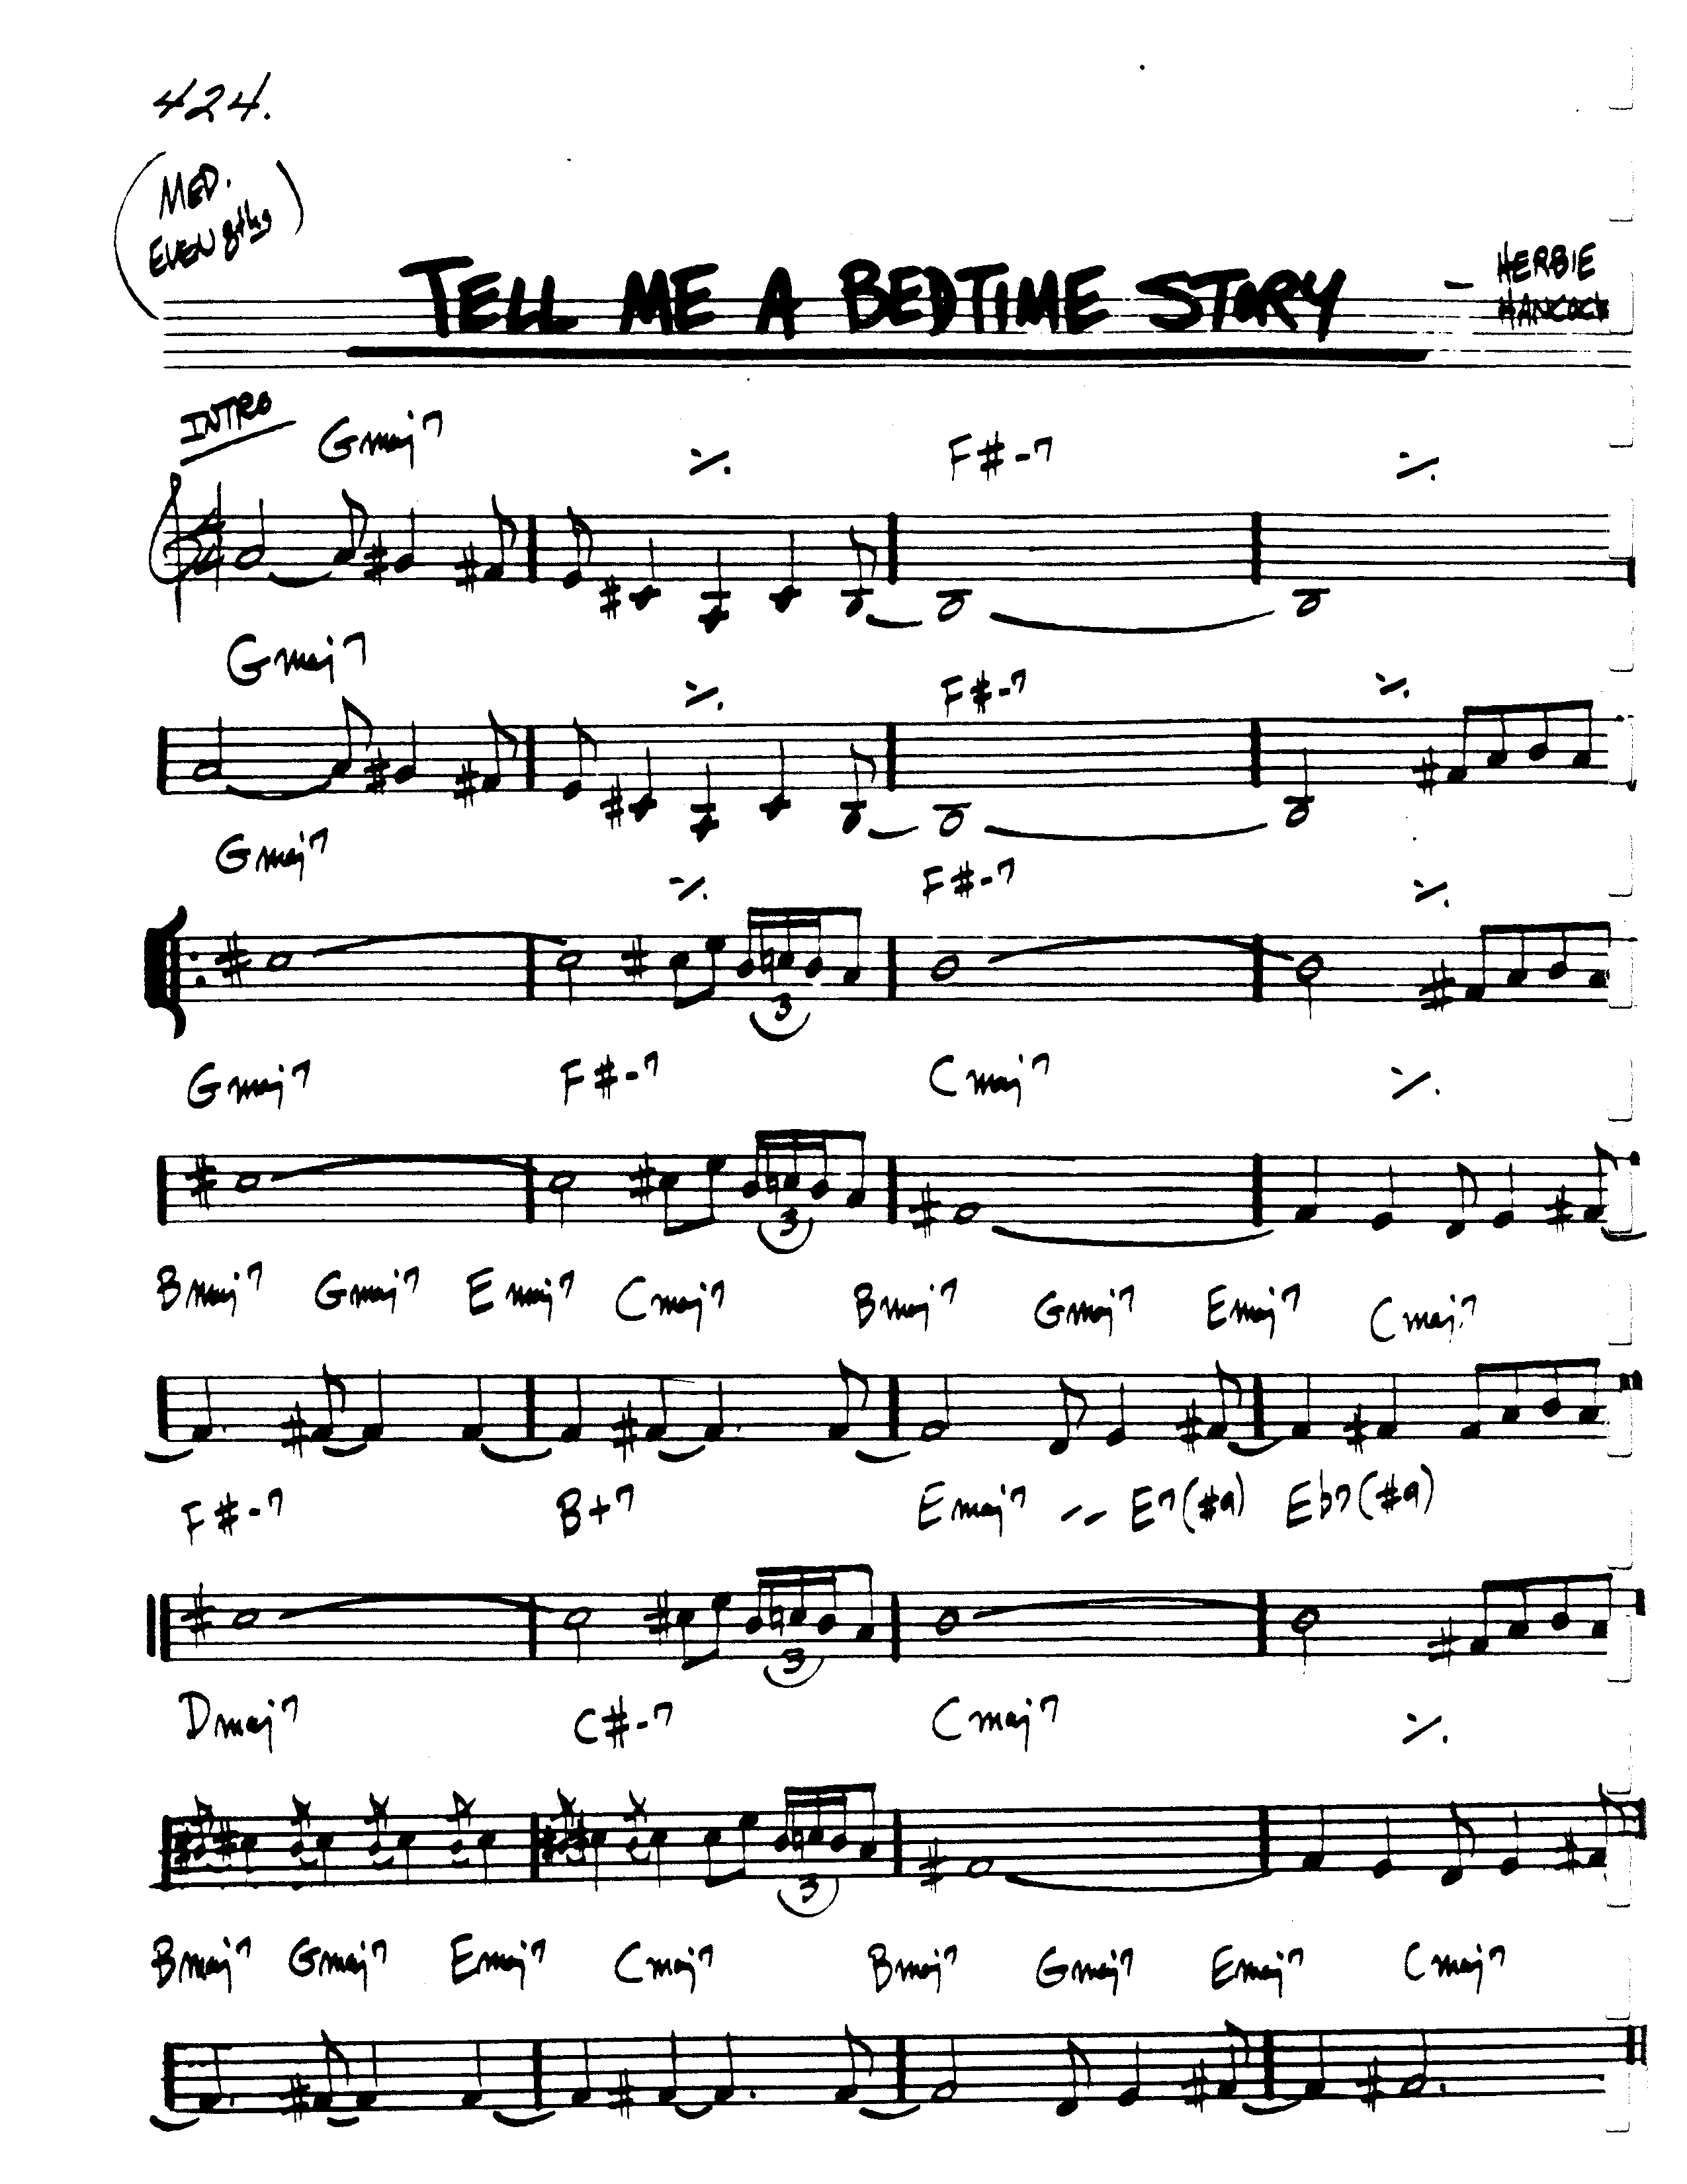 424.
(MED.
EVEN 8ths)
TELL ME A BEDTIME STORY
- HERBIE
HANCOCK
INTRO
Gmaj7 ٪ F#-7 ٪
4
4
Gmaj7 ٪ F#-7 ٪
Gmaj7 ٪ F#-7 ٪
3
Gmaj7 F#-7 Cmaj7 ٪
3
Bmaj7 Gmaj7 Emaj7 Cmaj7 Bmaj7 Gmaj7 Emaj7 Cmaj7
F#-7 B+7 Emaj7 -- E7(#9) Eb7(#9)
3
Dmaj7 C#-7 Cmaj7 ٪
3
Bmaj7 Gmaj7 Emaj7 Cmaj7 Bmaj7 Gmaj7 Emaj7 Cmaj7